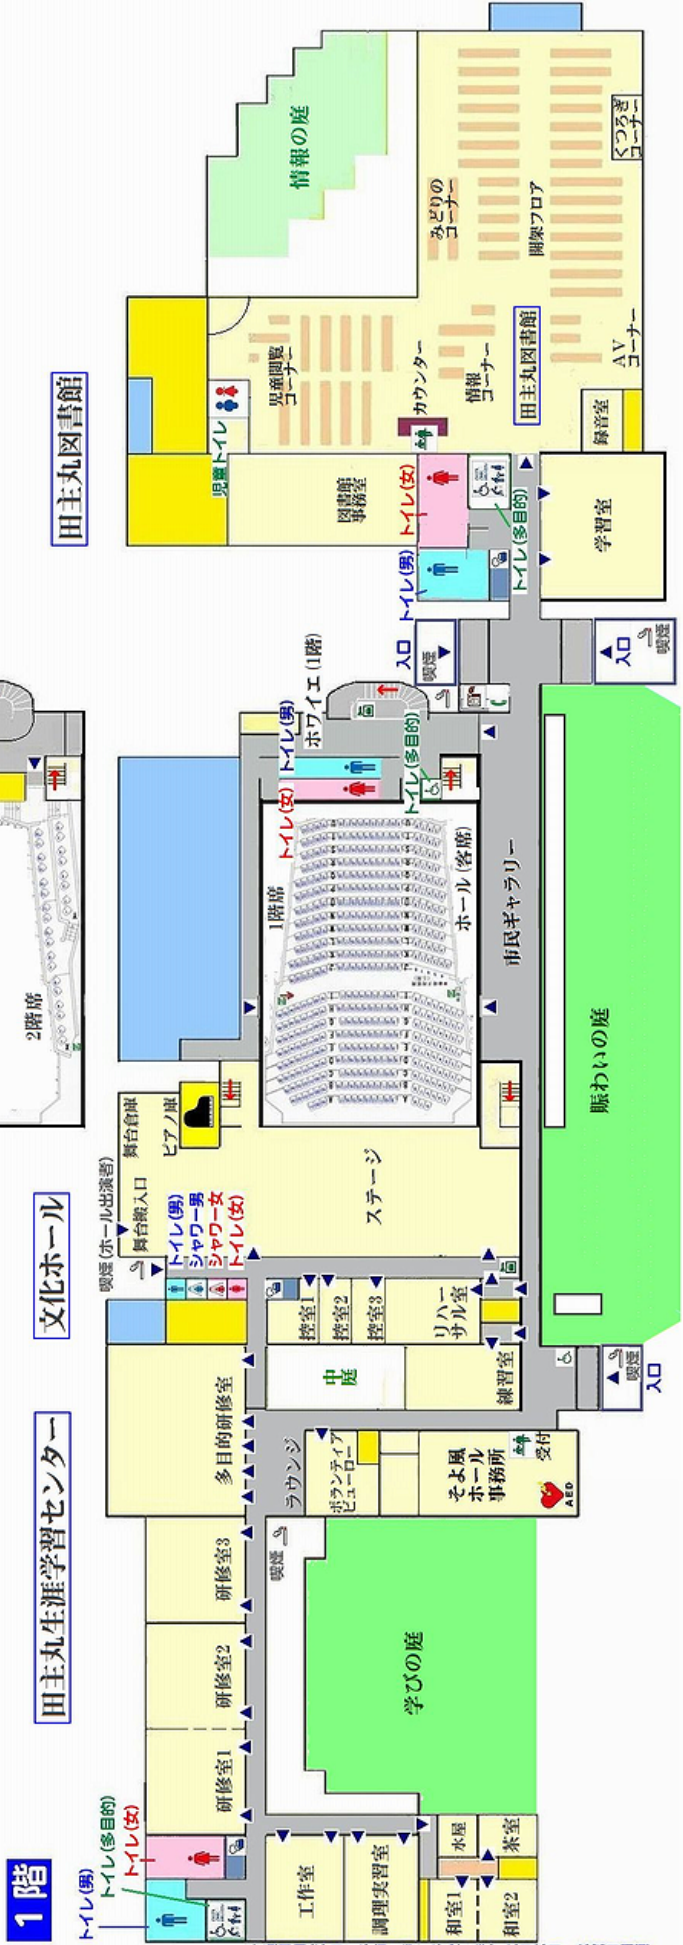 1階
田主丸生涯学習センター
文化ホール
田主丸図書館
トイレ(男)
トイレ(多目的)
トイレ(女)
研修室1
研修室2
研修室3
多目的研修室
工作室
調理実習室
水屋
茶室
和室1
和室2
学びの庭
喫煙
ラウンジ
ボランティア
ビューロー
そよ風
ホール
事務所
受付
AED
中庭
練習室
喫煙
入口
控室1
控室2
控室3
リハー
サル室
喫煙(ホール出演者)
舞台搬入口
トイレ(男)
シャワー男
シャワー女
トイレ(女)
舞台倉庫
ピアノ庫
ステージ
2階席
1階席
ホール(客席)
市民ギャラリー
賑わいの庭
トイレ(女)
トイレ(男)
ホワイエ(1階)
トイレ(多目的)
入口
喫煙
入口
喫煙
トイレ(男)
トイレ(女)
トイレ(多目的)
学習室
図書館
事務室
児童トイレ
児童閲覧
コーナー
カウンター
情報
コーナー
田主丸図書館
録音室
AV
コーナー
みどりの
コーナー
開架フロア
くつろぎ
コーナー
情報の庭